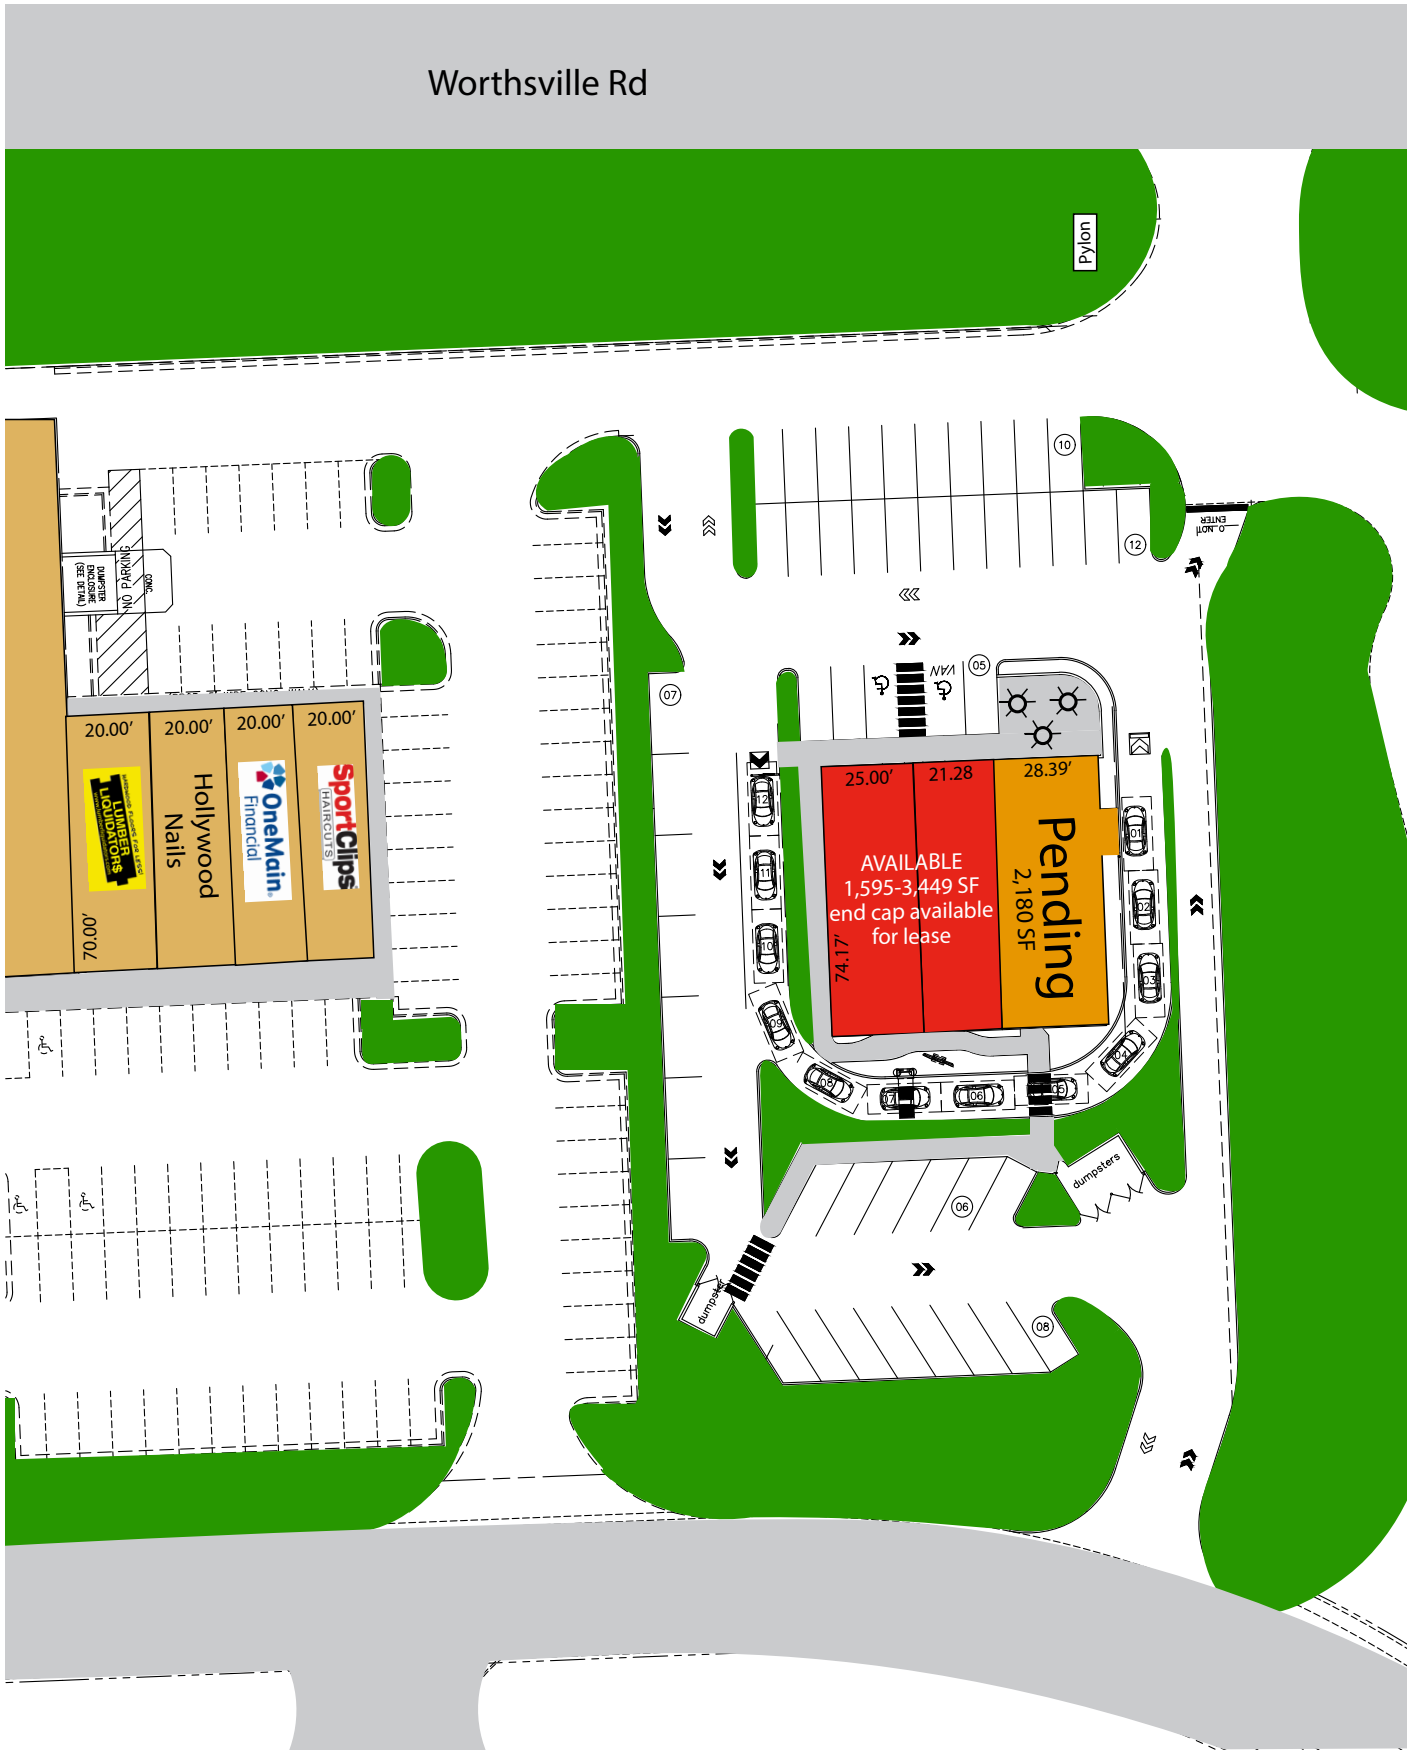 Worthsville Rd
Pylon
10
12
ENTER
05
VAN
07
NO PARKING
CONC.
DUMPSTER
ENCLOSURE
(SEE DETAIL)
20.00'
20.00'
20.00'
20.00'
LUMBER
LIQUIDATORS
Hollywood
Nails
OneMain
Financial
SportClips
HAIRCUTS
70.00'
25.00'
21.28
28.39'
AVAILABLE
1,595-3,449 SF
end cap available
for lease
74.17'
Pending
2,180 SF
12
11
10
09
08
07
06
05
04
03
02
01
dumpsters
06
dumpster
08